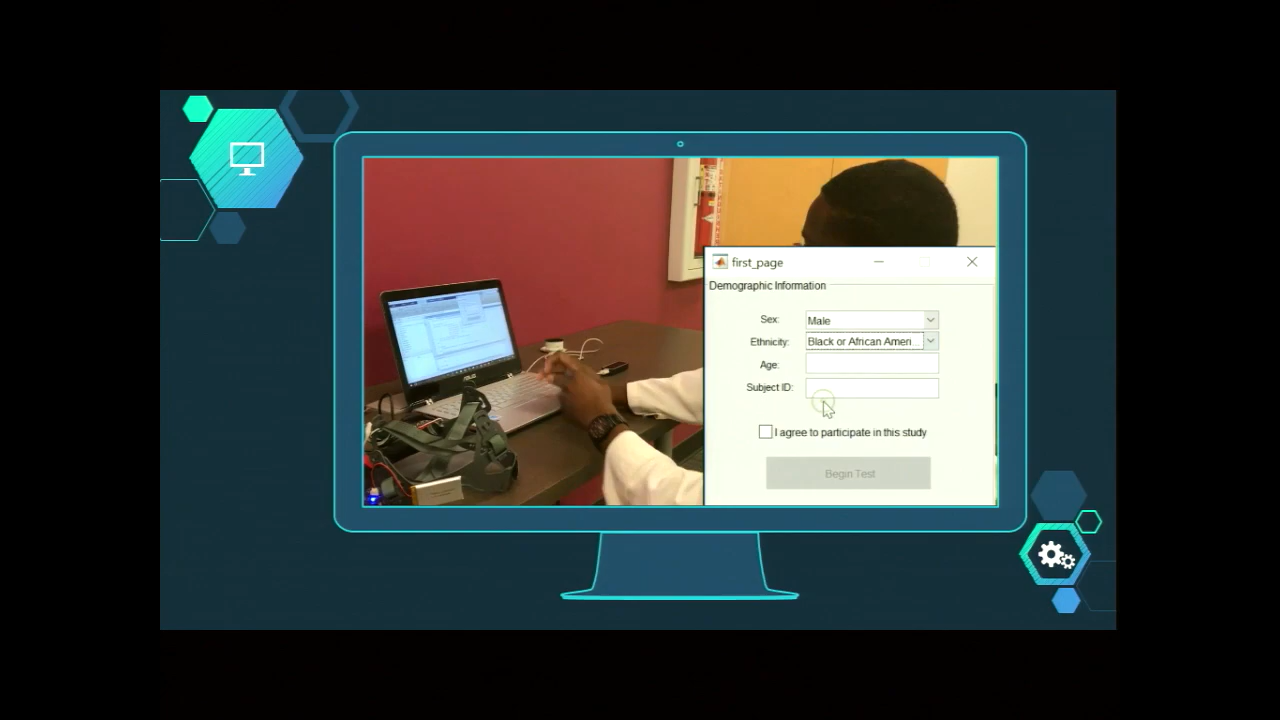 first_page
Demographic Information
Sex: Male
Ethnicity: Black or African Ameri...
Age:
Subject ID:
I agree to participate in this study
Begin Test
ASUS